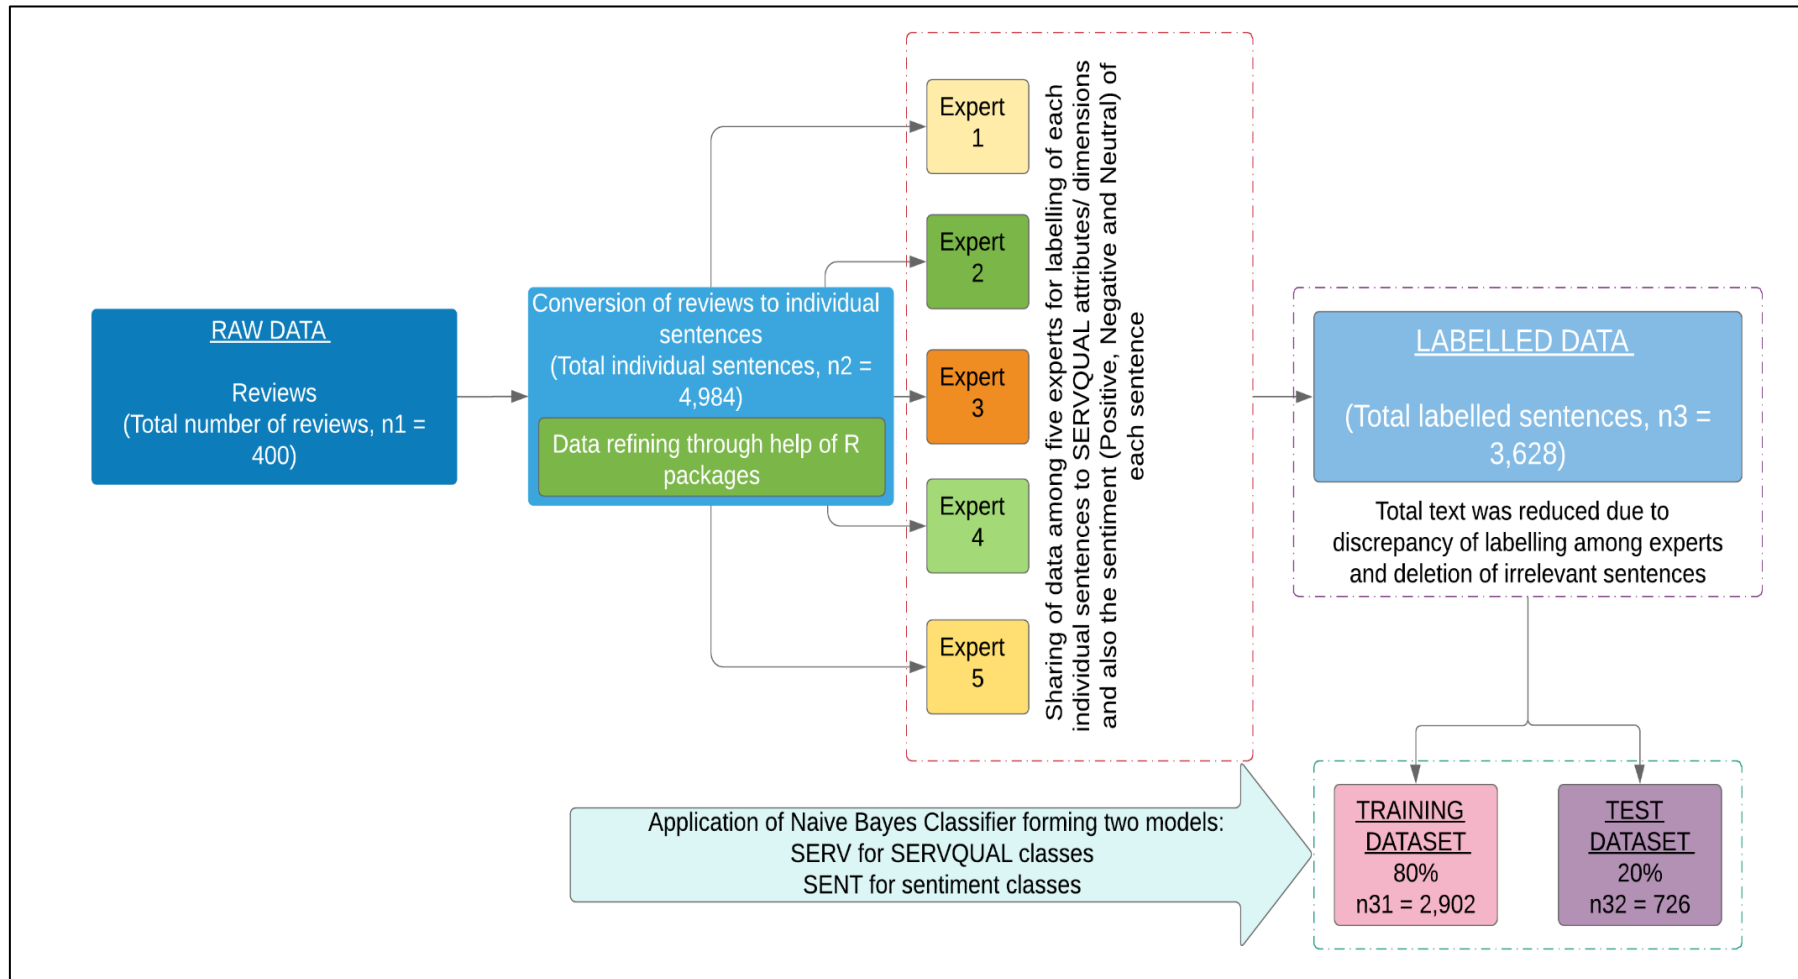 RAW DATA
Reviews
(Total number of reviews, n1 =
400)
Conversion of reviews to individual
sentences
(Total individual sentences, n2 =
4,984)
Data refining through help of R
packages
Expert
1
Expert
2
Expert
3
Expert
4
Expert
5
Sharing of data among five experts for labelling of each
individual sentences to SERVQUAL attributes/ dimensions
and also the sentiment (Positive, Negative and Neutral) of
each sentence
LABELLED DATA
(Total labelled sentences, n3 =
3,628)
Total text was reduced due to
discrepancy of labelling among experts
and deletion of irrelevant sentences
Application of Naive Bayes Classifier forming two models:
SERV for SERVQUAL classes
SENT for sentiment classes
TRAINING
DATASET
80%
n31 = 2,902
TEST
DATASET
20%
n32 = 726